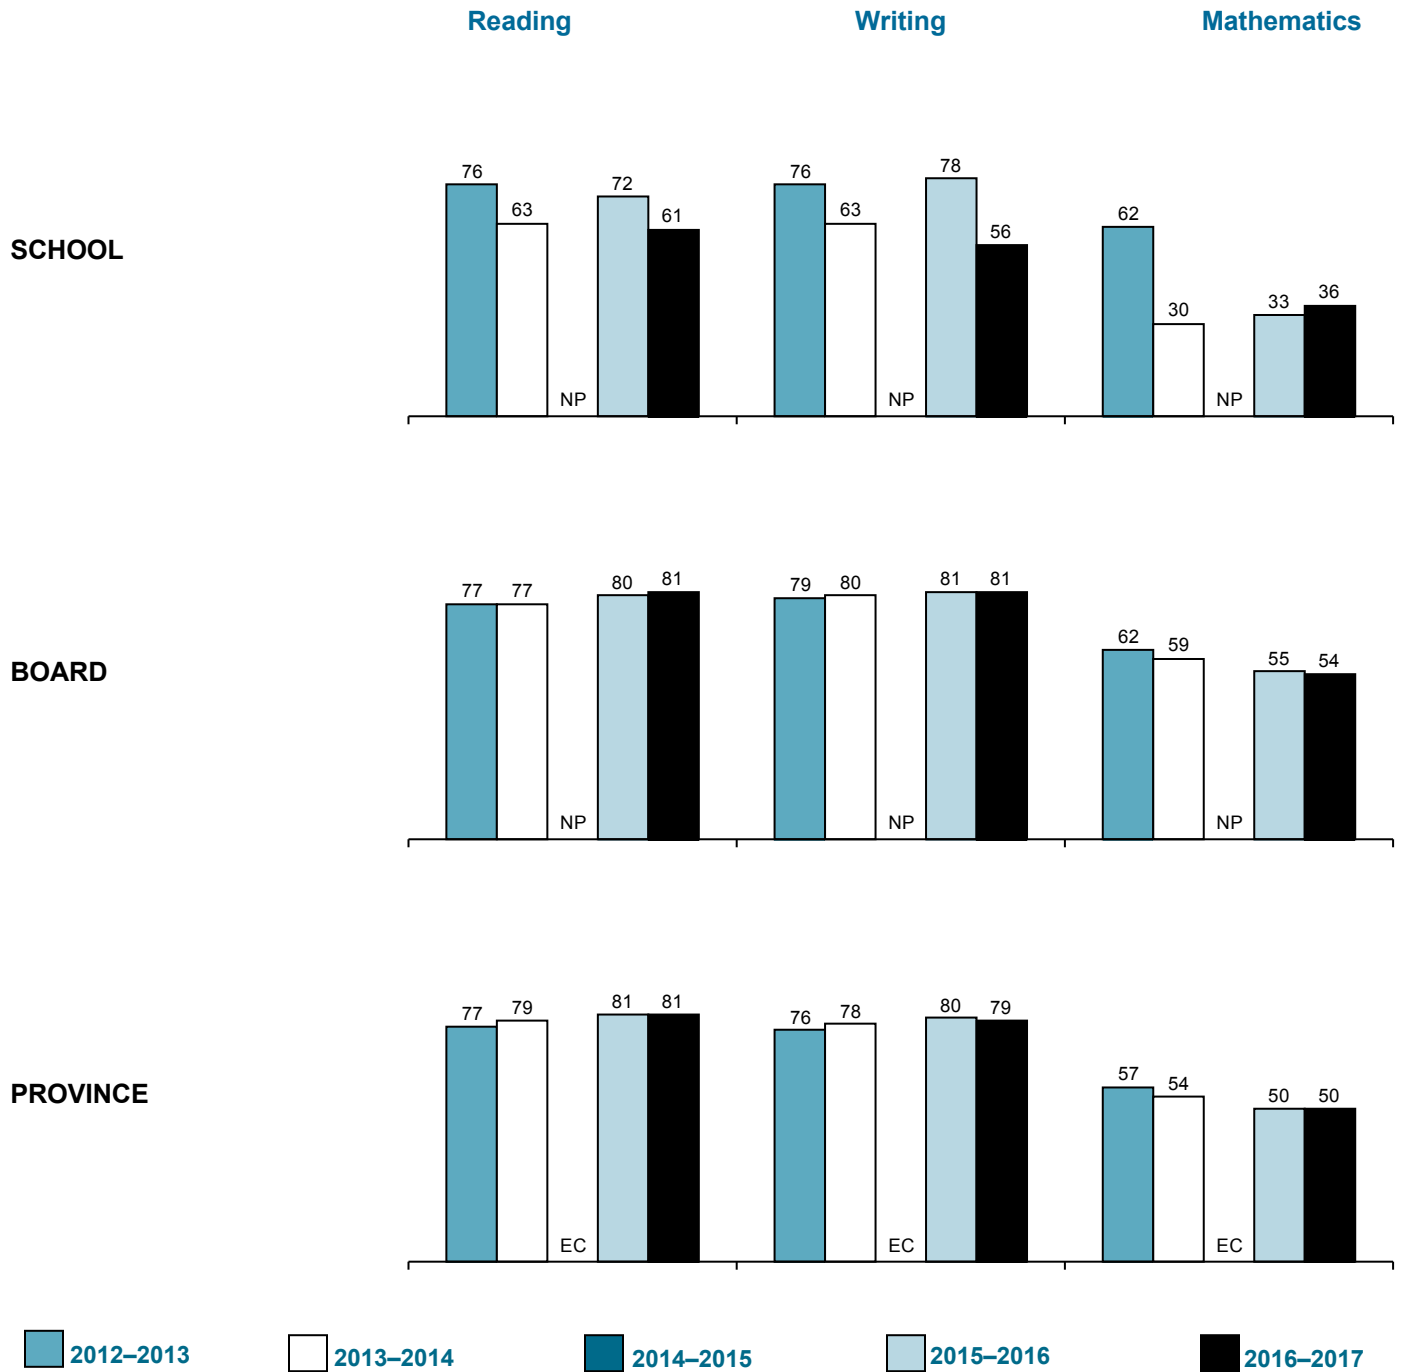 Reading Writing Mathematics
SCHOOL
76 63 NP 72 61 76 63 NP 78 56 62 30 NP 33 36
BOARD
77 77 NP 80 81 79 80 NP 81 81 62 59 NP 55 54
PROVINCE
77 79 EC 81 81 76 78 EC 80 79 57 54 EC 50 50
2012–2013 2013–2014 2014–2015 2015–2016 2016–2017